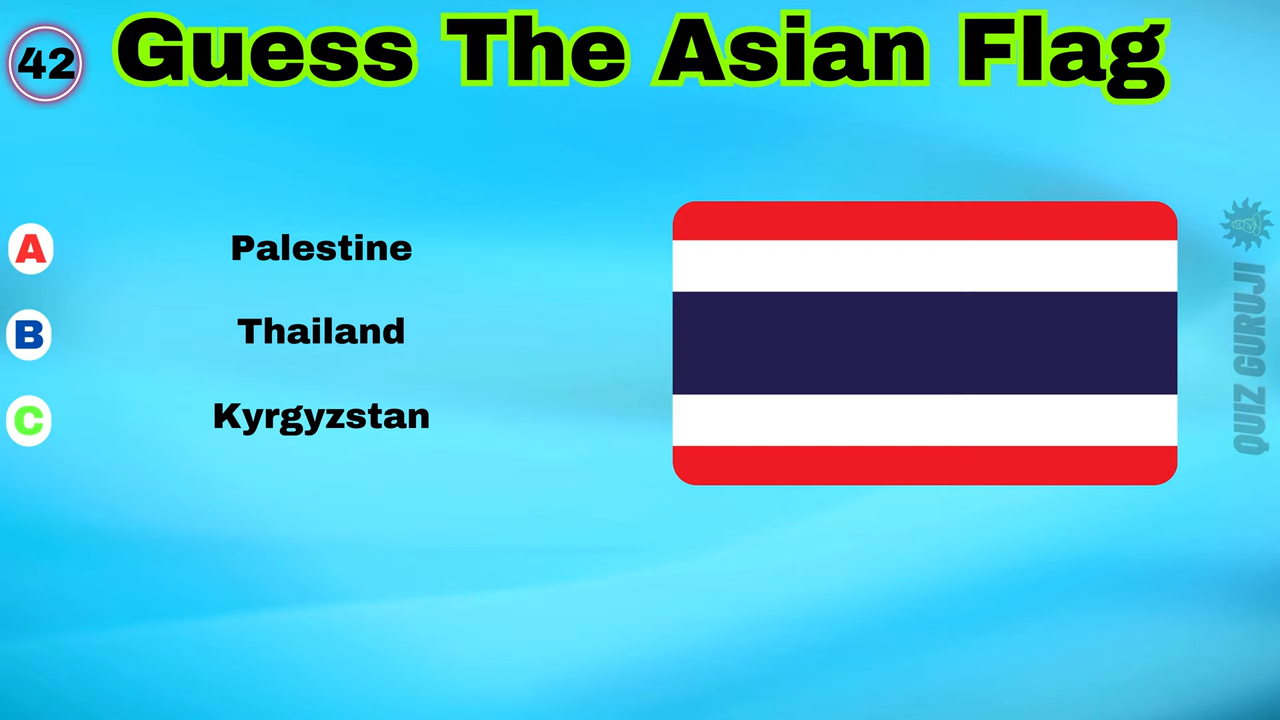 42
Guess The Asian Flag
A Palestine
B Thailand
C Kyrgyzstan
QUIZ GURUJI